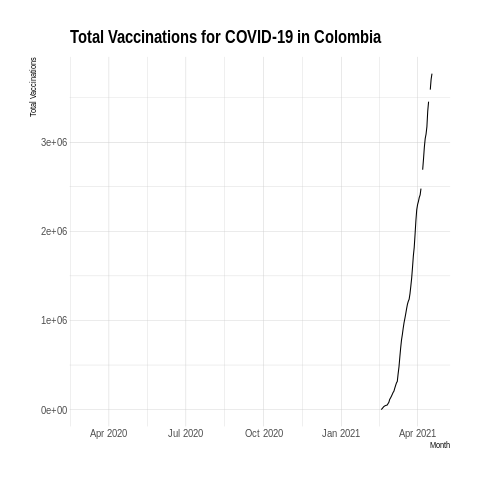 Total Vaccinations for COVID-19 in Colombia
Total Vaccinations
3e+06
2e+06
1e+06
0e+00
Apr 2020 Jul 2020 Oct 2020 Jan 2021 Apr 2021
Month